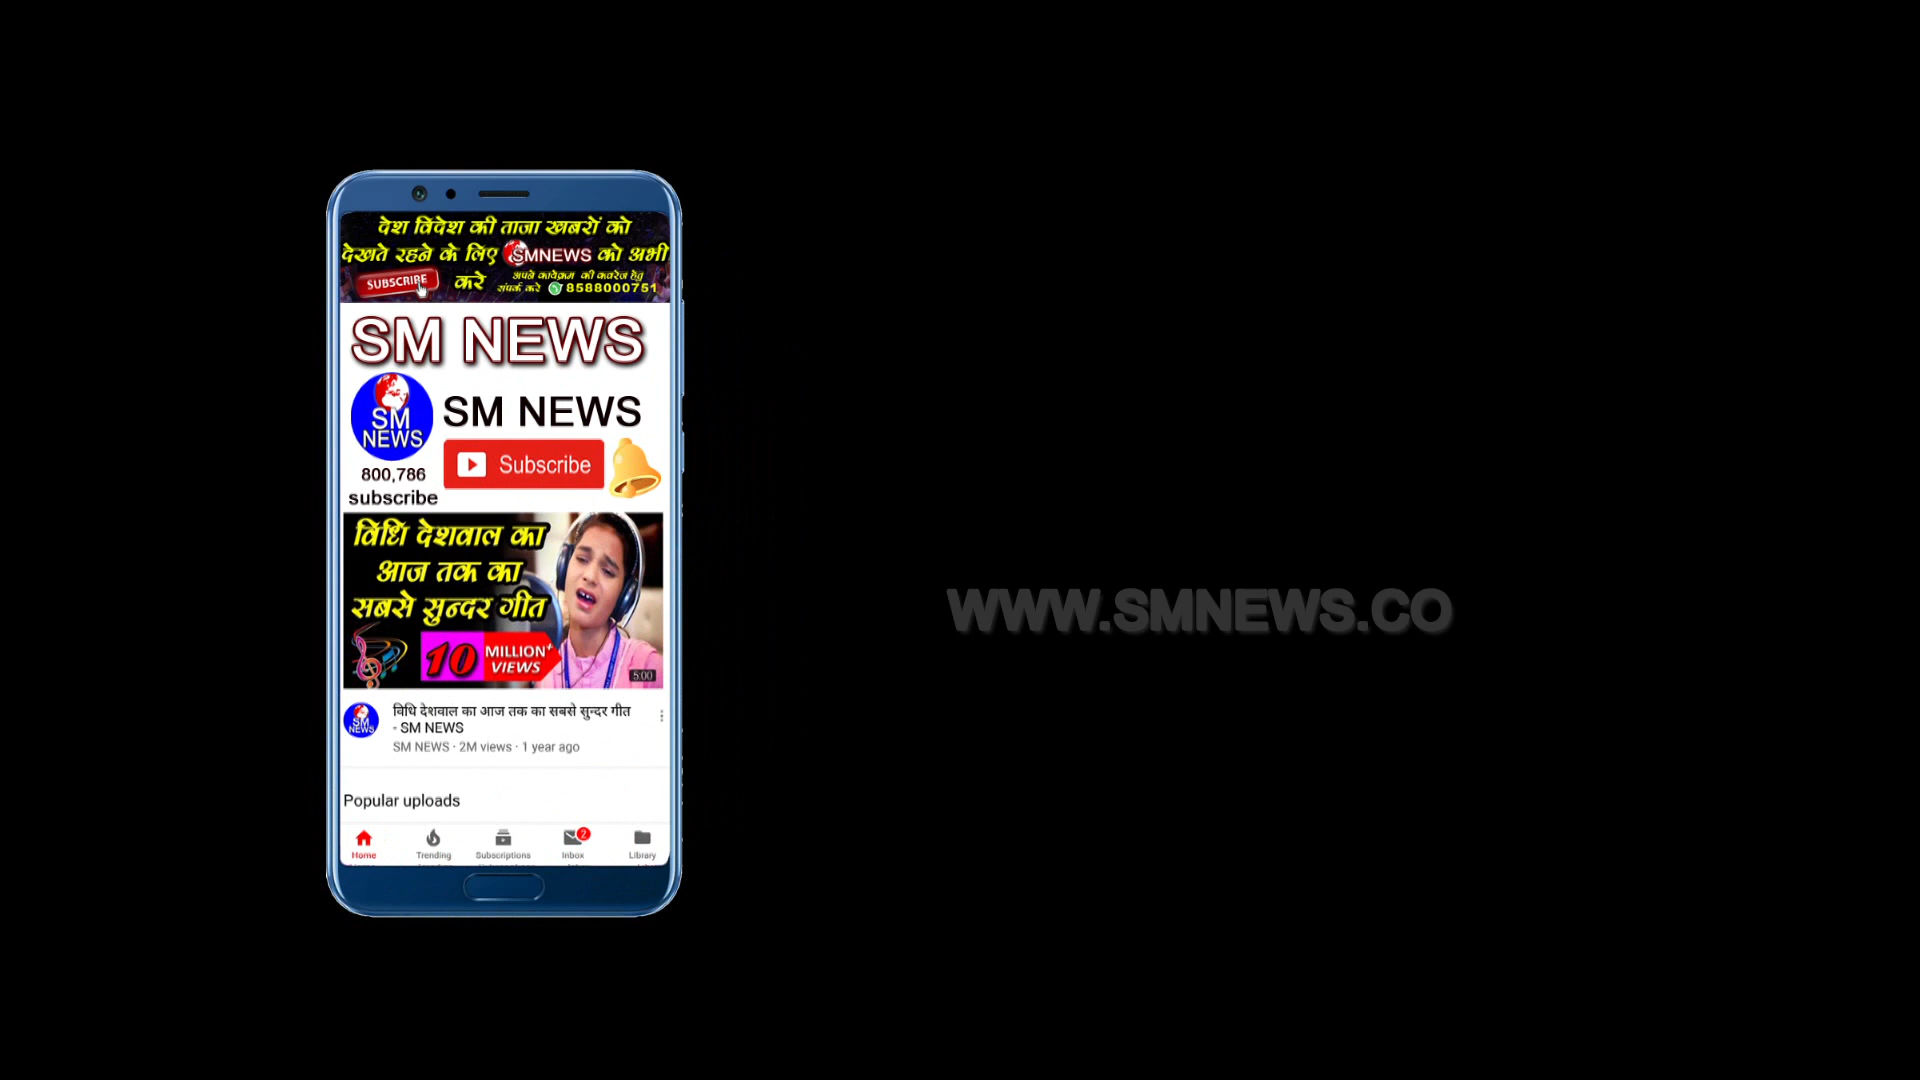 देश विदेश की ताजा खबरों को
देखते रहने के लिए SMNEWS को अभी
SUBSCRIBE करे
अपने कार्यक्रम की कवरेज हेतु
संपर्क करे 8588000751
SM NEWS
SM NEWS
SM NEWS
Subscribe
800,786
subscribe
विधि देशवाल का
आज तक का
सबसे सुन्दर गीत
10 MILLION+ VIEWS
5:00
SM NEWS
विधि देशवाल का आज तक का सबसे सुन्दर गीत
- SM NEWS
SM NEWS · 2M views · 1 year ago
Popular uploads
2
Home Trending Subscriptions Inbox Library
WWW.SMNEWS.CO